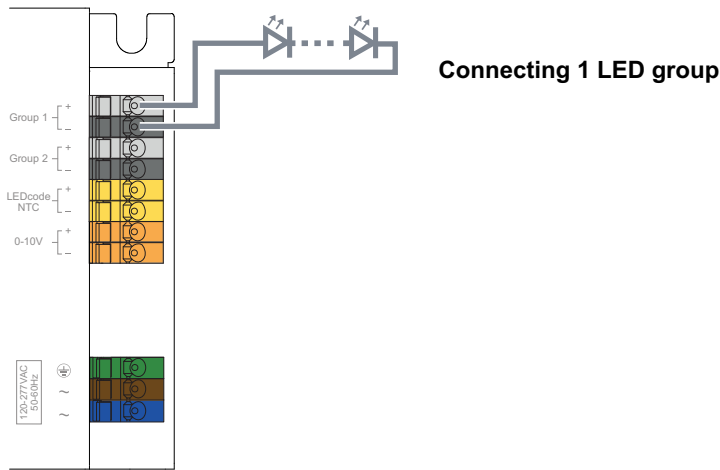 Connecting 1 LED group
Group 1 + −
Group 2 + −
LEDcode
NTC + −
0-10V + −
120-277VAC
50-60Hz
~
~